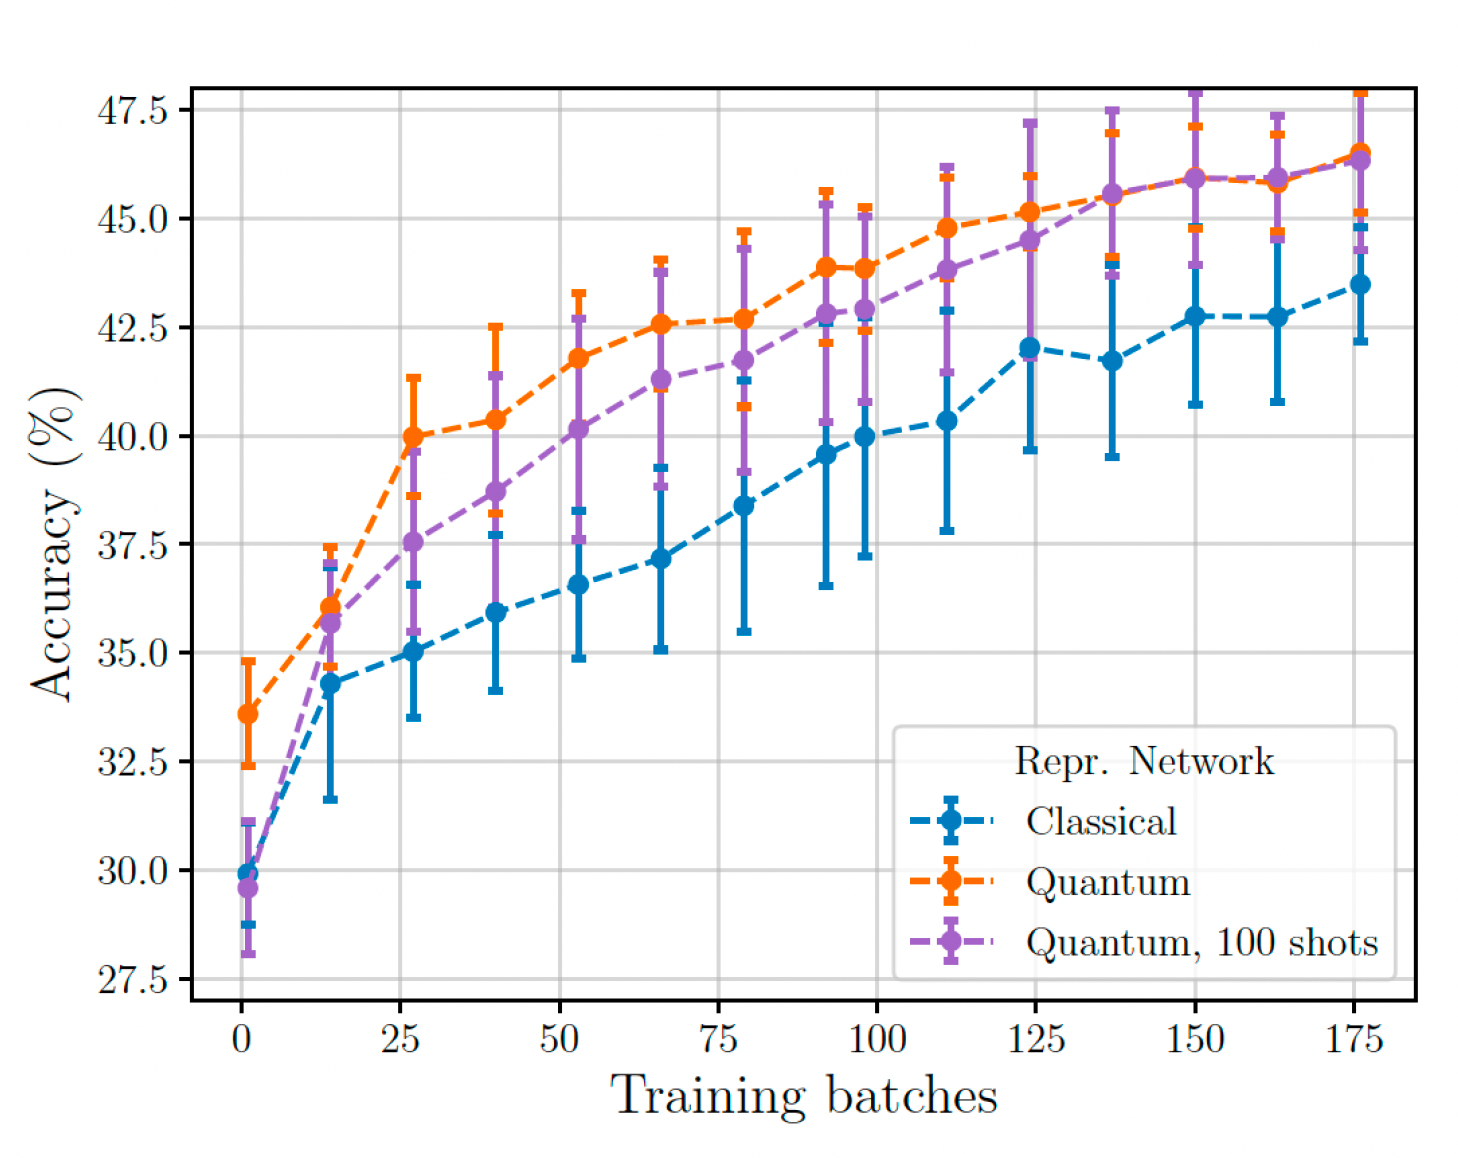 47.5
45.0
42.5
40.0
37.5
35.0
32.5
30.0
27.5
Accuracy (%)
0 25 50 75 100 125 150 175
Training batches
Repr. Network
Classical
Quantum
Quantum, 100 shots